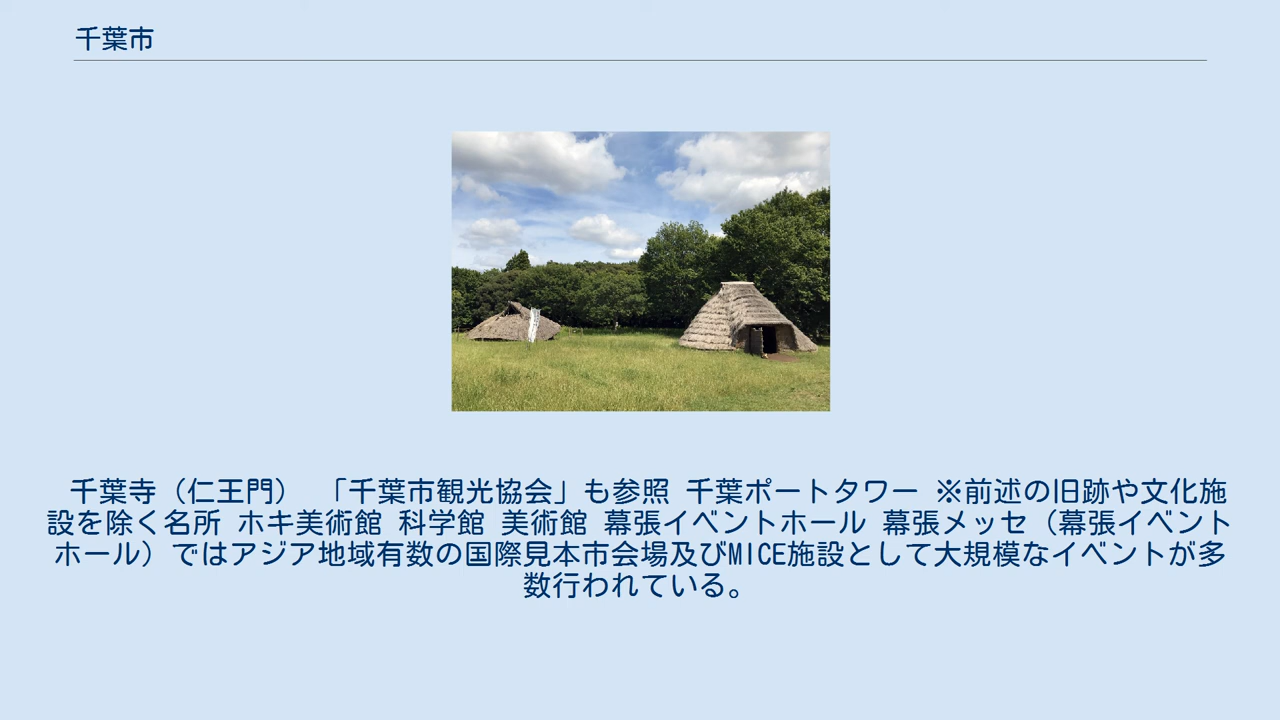 千葉市
千葉寺（仁王門） 「千葉市観光協会」も参照 千葉ポートタワー ※前述の旧跡や文化施
設を除く名所 ホキ美術館 科学館 美術館 幕張イベントホール 幕張メッセ（幕張イベント
ホール）ではアジア地域有数の国際見本市会場及びMICE施設として大規模なイベントが多
数行われている。